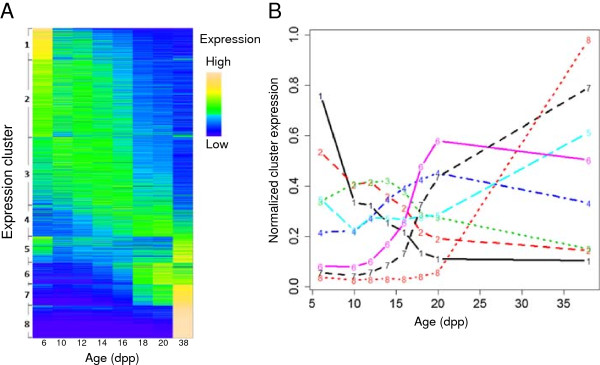 A
B
Expression
High
Low
Expression cluster
1
2
3
4
5
6
7
8
6 10 12 14 16 18 20 38
Age (dpp)
Normalized cluster expression
1.0
0.8
0.6
0.4
0.2
0.0
5 10 15 20 25 30 35
Age (dpp)